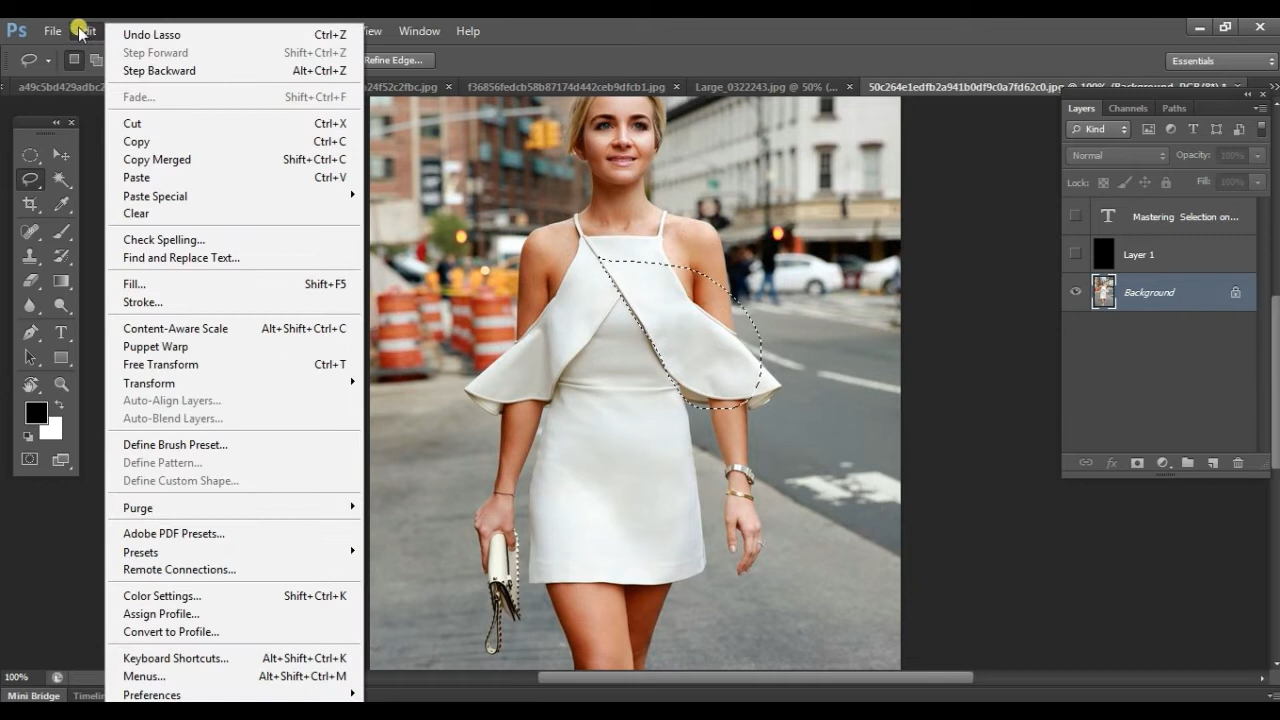 Ps File Edit View Window Help
Refine Edge... Essentials
a49c5bd429adbc2 a24f52c2fbc.jpg f36856fedcb58b87174d442ceb9dfcb1.jpg Large_0322243.jpg @ 50% (... 50c264e1edfb2a941b0df9c0a7fd62c0.jpg @ 100% (Background, RGB/8*) *
Undo Lasso Ctrl+Z
Step Forward Shift+Ctrl+Z
Step Backward Alt+Ctrl+Z
Fade... Shift+Ctrl+F
Cut Ctrl+X
Copy Ctrl+C
Copy Merged Shift+Ctrl+C
Paste Ctrl+V
Paste Special
Clear
Check Spelling...
Find and Replace Text...
Fill... Shift+F5
Stroke...
Content-Aware Scale Alt+Shift+Ctrl+C
Puppet Warp
Free Transform Ctrl+T
Transform
Auto-Align Layers...
Auto-Blend Layers...
Define Brush Preset...
Define Pattern...
Define Custom Shape...
Purge
Adobe PDF Presets...
Presets
Remote Connections...
Color Settings... Shift+Ctrl+K
Assign Profile...
Convert to Profile...
Keyboard Shortcuts... Alt+Shift+Ctrl+K
Menus... Alt+Shift+Ctrl+M
Preferences
Layers Channels Paths
Kind
Normal Opacity: 100%
Lock: Fill: 100%
T Mastering Selection on...
Layer 1
Background
fx
100%
Mini Bridge Timeline